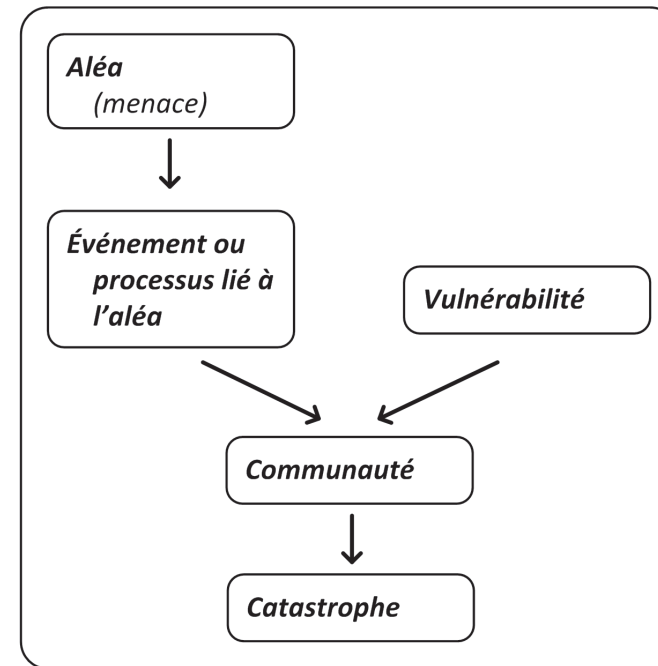 Aléa
(menace)
Événement ou
processus lié à
l’aléa
Vulnérabilité
Communauté
Catastrophe